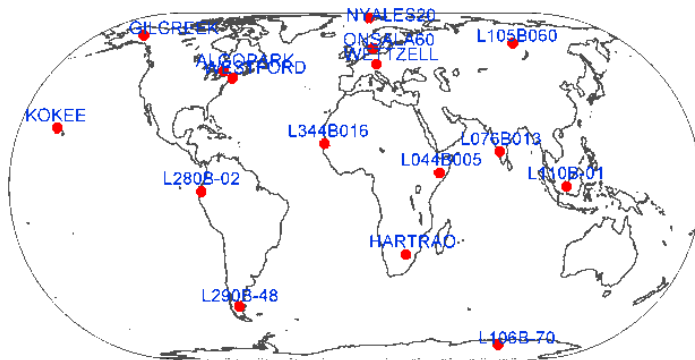 NYALES20
GILCREEK
ONSALA60
L105B060
WETTZELL
ALGOPARK
WESTFORD
KOKEE
L344B016
L076B013
L044B005
L280B-02
L110B-01
HARTRAO
L290B-48
L106B-70